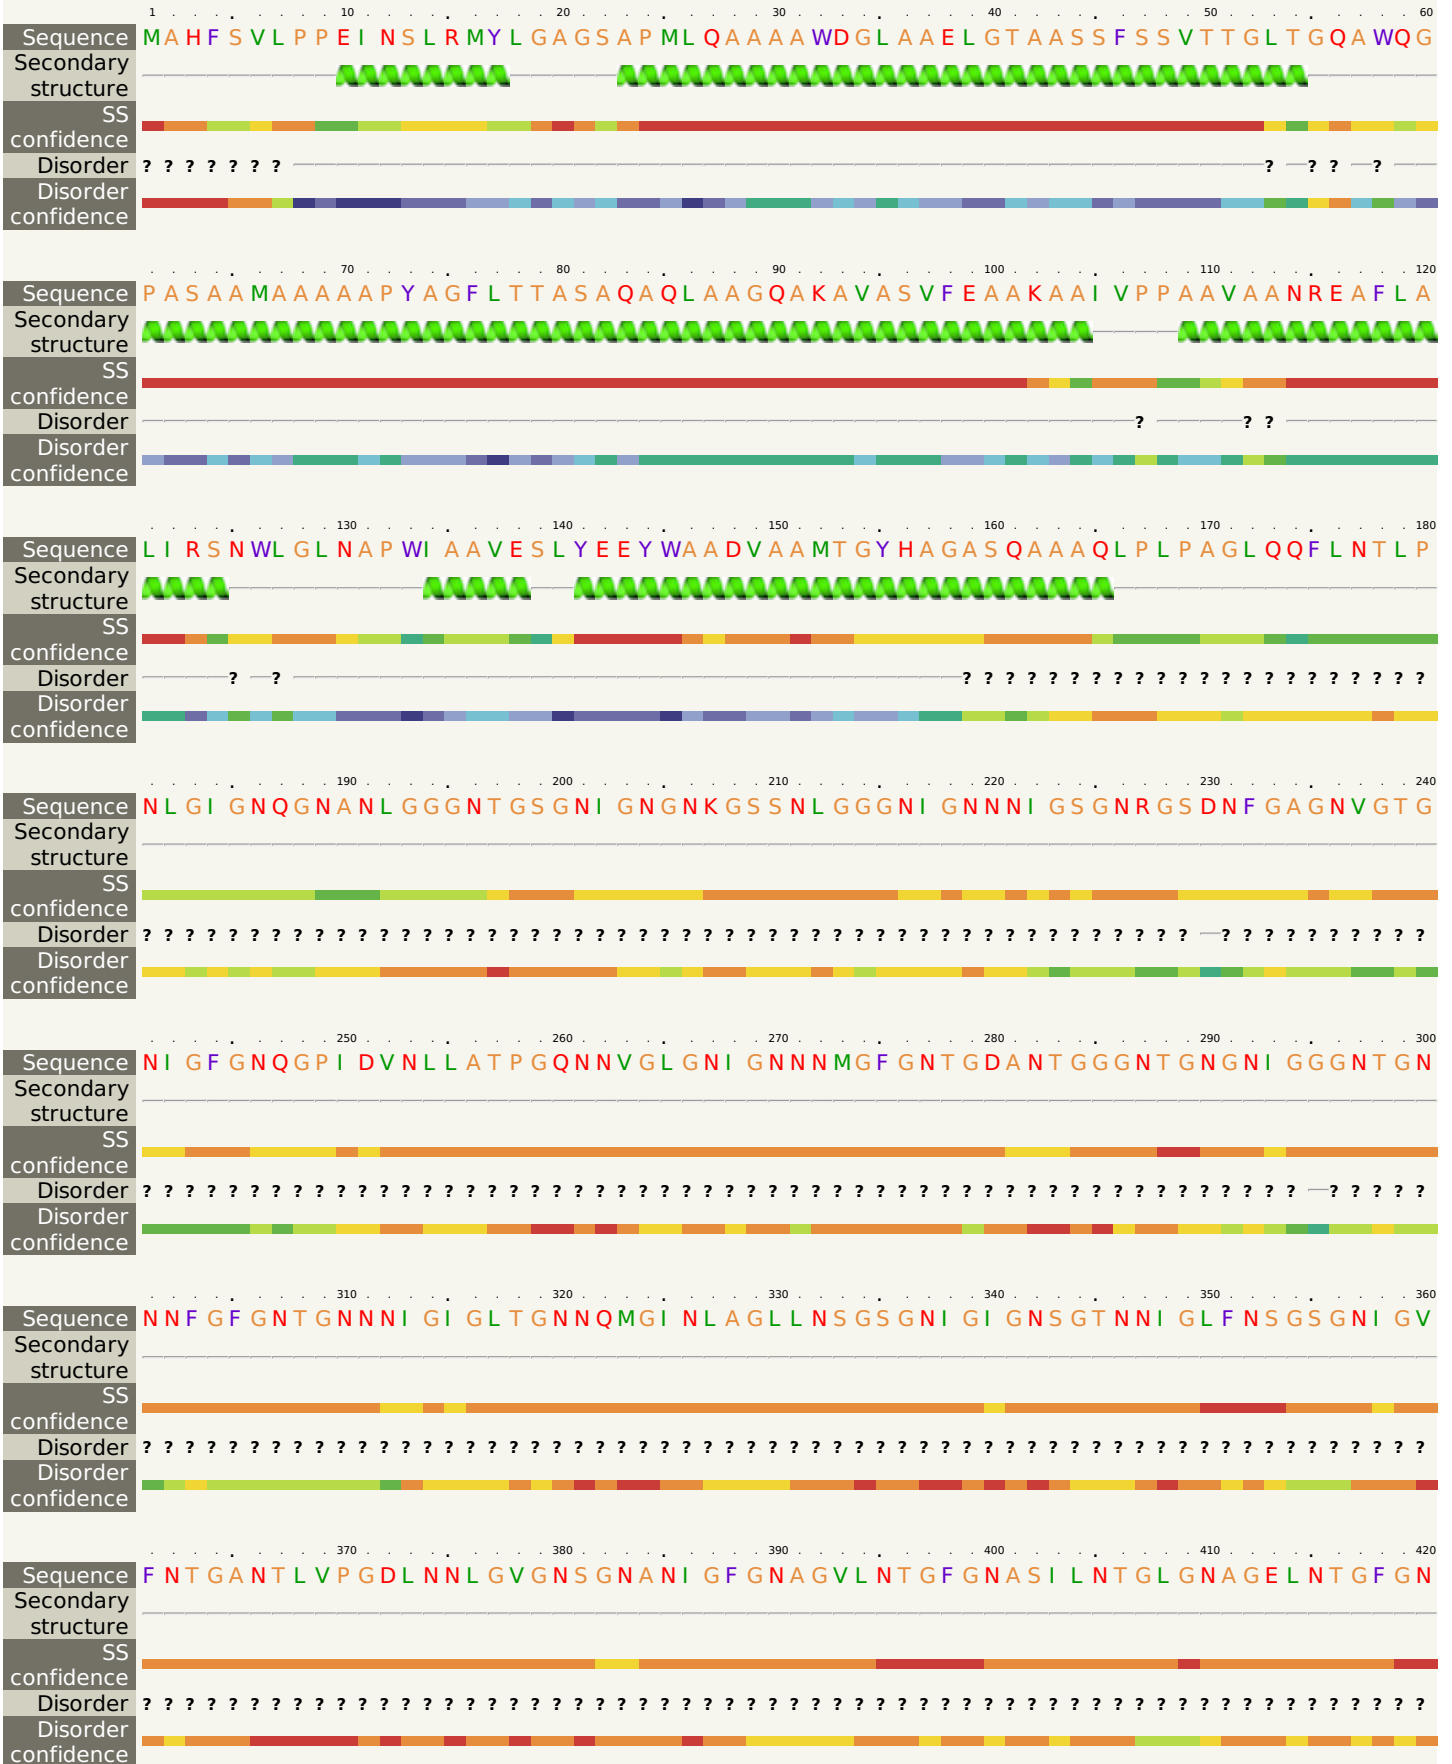 1 10 20 30 40 50 60
Sequence MAHFSVLPPEINSLRMYLGAGSAPMLQAAAAWDGLAAELGTAASSFSSVTTGLTGQAWQG
Secondary
structure
SS
confidence
Disorder ? ? ? ? ? ? ? ? ? ? ?
Disorder
confidence
70 80 90 100 110 120
Sequence PASAAMAAAAAPYAGFLTTASAQAQLAAGQAKAVASVFEAAKAAIVPPAAVAANREAFLA
Secondary
structure
SS
confidence
Disorder ? ? ?
Disorder
confidence
130 140 150 160 170 180
Sequence LIRSNWLGLNAPWIAAVESLYEEYWAADVAAMTGYHAGASQAAAQLPLPAGLQQFLNTLP
Secondary
structure
SS
confidence
Disorder ? ? ? ? ? ? ? ? ? ? ? ? ? ? ? ? ? ? ? ? ? ? ? ?
Disorder
confidence
190 200 210 220 230 240
Sequence NLGIGNQGNANLGGGNTGSGNIGNGNKGSSNLGGGNIGNNNIGSGNRGSDNFGAGNVGTG
Secondary
structure
SS
confidence
Disorder ? ? ? ? ? ? ? ? ? ? ? ? ? ? ? ? ? ? ? ? ? ? ? ? ? ? ? ? ? ? ? ? ? ? ? ? ? ? ? ? ? ? ? ? ? ? ? ? ? ? ? ? ? ? ? ? ? ? ?
Disorder
confidence
250 260 270 280 290 300
Sequence NIGFGNQGPIDVNLLATPGQNNVGLGNIGNNNMGFGNTGDANTGGGNTGNGNIGGGNTGN
Secondary
structure
SS
confidence
Disorder ? ? ? ? ? ? ? ? ? ? ? ? ? ? ? ? ? ? ? ? ? ? ? ? ? ? ? ? ? ? ? ? ? ? ? ? ? ? ? ? ? ? ? ? ? ? ? ? ? ? ? ? ? ? ? ? ? ? ?
Disorder
confidence
310 320 330 340 350 360
Sequence NNFGFGNTGNNNIGIGLTGNNQMGINLAGLLNSGSGNIGIGNSGTNNIGLFNSGSGNIGV
Secondary
structure
SS
confidence
Disorder ? ? ? ? ? ? ? ? ? ? ? ? ? ? ? ? ? ? ? ? ? ? ? ? ? ? ? ? ? ? ? ? ? ? ? ? ? ? ? ? ? ? ? ? ? ? ? ? ? ? ? ? ? ? ? ? ? ? ? ?
Disorder
confidence
370 380 390 400 410 420
Sequence FNTGANTLVPGDLNNLGVGNSGNANIGFGNAGVLNTGFGNASILNTGLGNAGELNTGFGN
Secondary
structure
SS
confidence
Disorder ? ? ? ? ? ? ? ? ? ? ? ? ? ? ? ? ? ? ? ? ? ? ? ? ? ? ? ? ? ? ? ? ? ? ? ? ? ? ? ? ? ? ? ? ? ? ? ? ? ? ? ? ? ? ? ? ? ? ? ?
Disorder
confidence